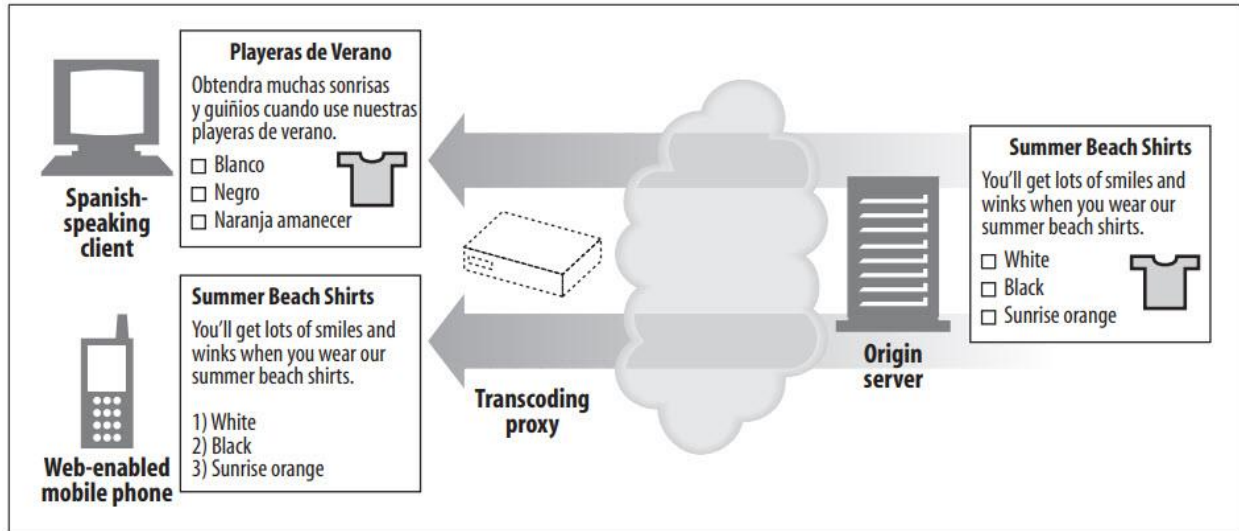 Playeras de Verano
Obtendra muchas sonrisas
y guiñios cuando use nuestras
playeras de verano.
Blanco
Negro
Naranja amanecer
Spanish-
speaking
client
Summer Beach Shirts
You'll get lots of smiles and
winks when you wear our
summer beach shirts.
1) White
2) Black
3) Sunrise orange
Web-enabled
mobile phone
Transcoding
proxy
Origin
server
Summer Beach Shirts
You'll get lots of smiles and
winks when you wear our
summer beach shirts.
White
Black
Sunrise orange